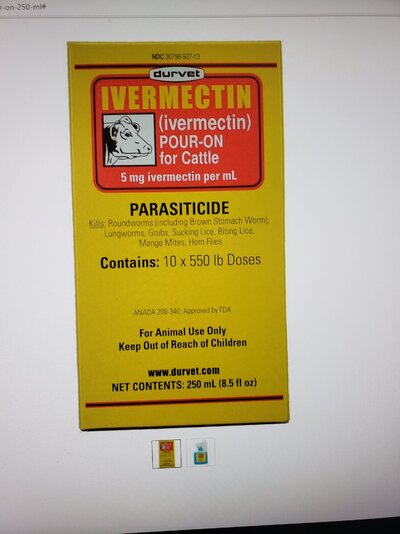 r-on-250-ml#
NDC 30798-927-13
durvet
IVERMECTIN
(ivermectin)
POUR-ON
for Cattle
5 mg ivermectin per mL
PARASITICIDE
Kills: Roundworms (including Brown Stomach Worm),
Lungworms, Grubs, Sucking Lice, Biting Lice,
Mange Mites, Horn Flies
Contains: 10 x 550 lb Doses
ANADA 200-340, Approved by FDA
For Animal Use Only
Keep Out of Reach of Children
www.durvet.com
NET CONTENTS: 250 mL (8.5 fl oz)